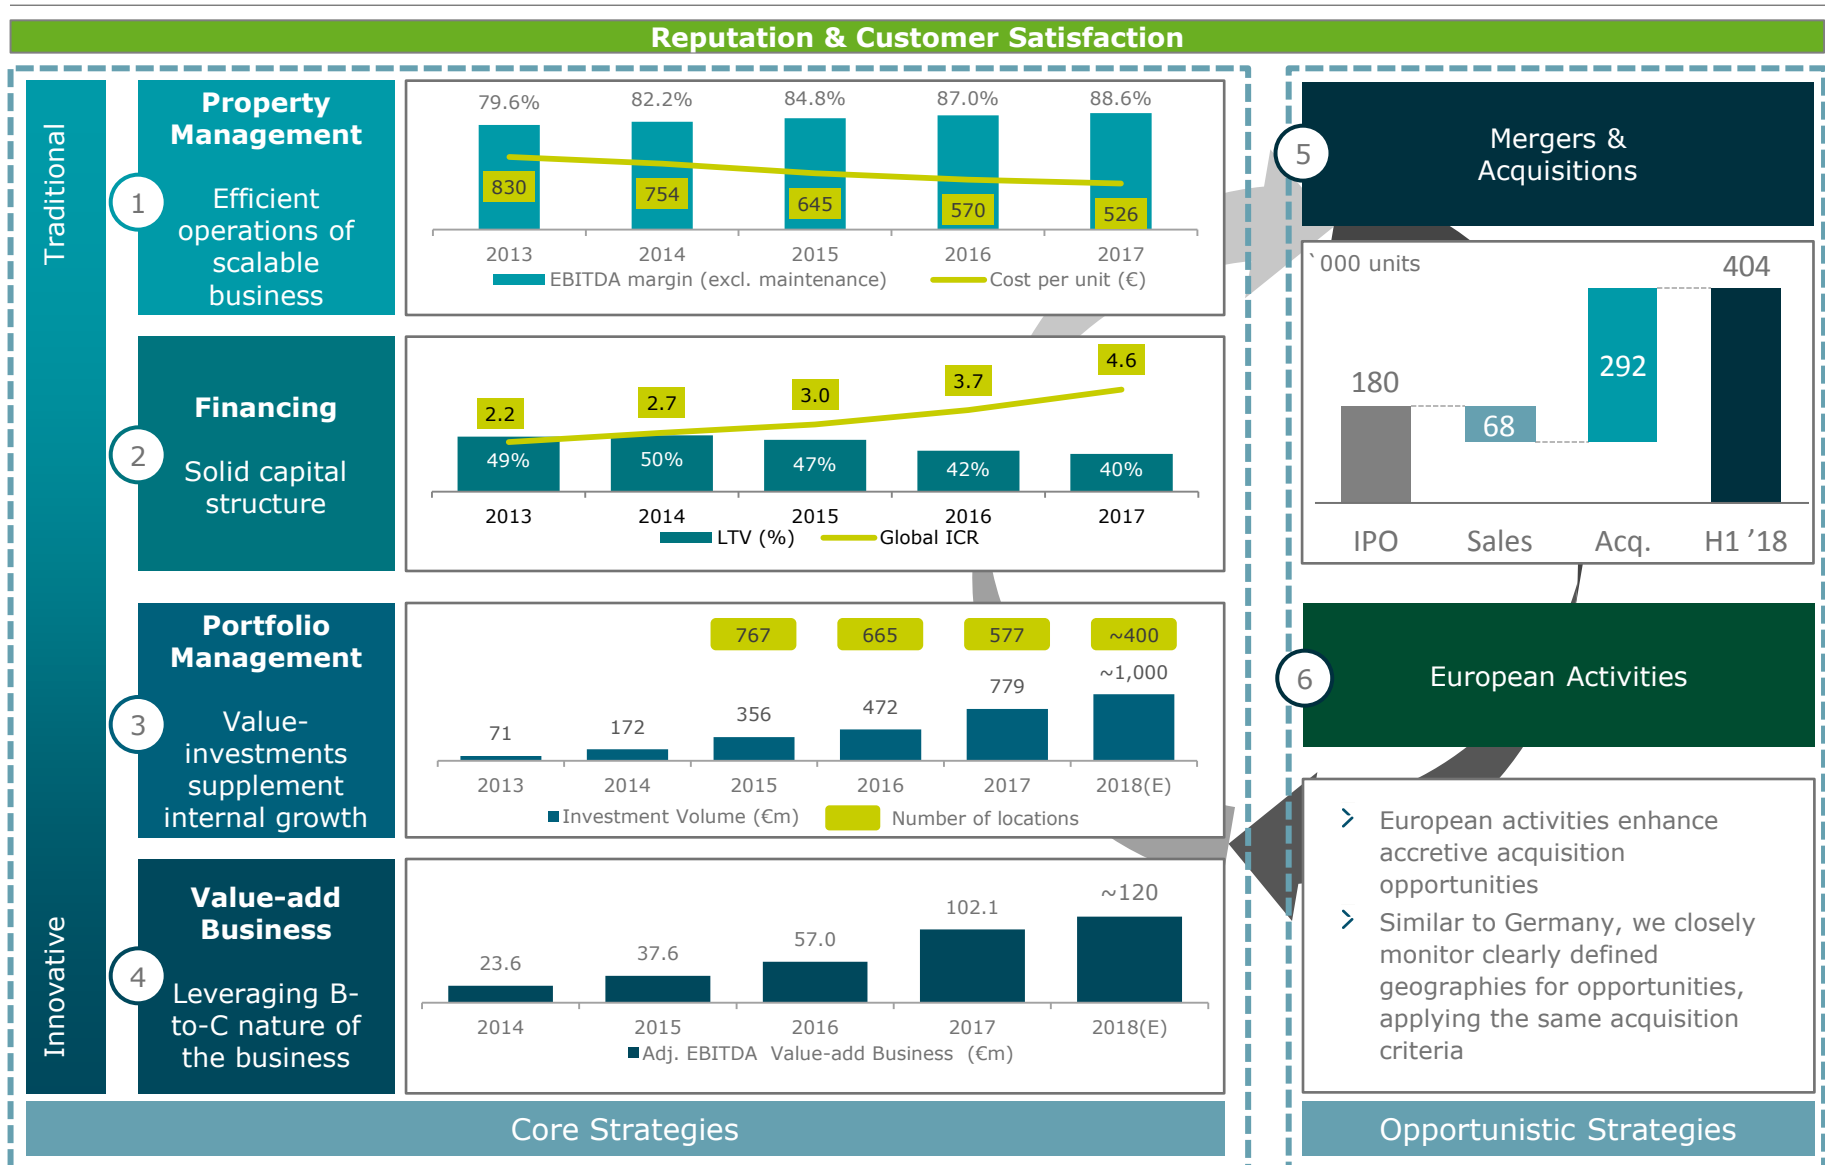 Reputation & Customer Satisfaction
Traditional
Innovative
1
Property
Management
Efficient
operations of
scalable
business
79.6%
82.2%
84.8%
87.0%
88.6%
830
754
645
570
526
2013
2014
2015
2016
2017
EBITDA margin (excl. maintenance)
Cost per unit (€)
2
Financing
Solid capital
structure
2.2
2.7
3.0
3.7
4.6
49%
50%
47%
42%
40%
2013
2014
2015
2016
2017
LTV (%)
Global ICR
3
Portfolio
Management
Value-
investments
supplement
internal growth
767
665
577
~400
71
172
356
472
779
~1,000
2013
2014
2015
2016
2017
2018(E)
Investment Volume (€m)
Number of locations
4
Value-add
Business
Leveraging B-
to-C nature of
the business
23.6
37.6
57.0
102.1
~120
2014
2015
2016
2017
2018(E)
Adj. EBITDA Value-add Business (€m)
Core Strategies
5
Mergers &
Acquisitions
`000 units
180
68
292
404
IPO
Sales
Acq.
H1 ’18
6
European Activities
European activities enhance
accretive acquisition
opportunities
Similar to Germany, we closely
monitor clearly defined
geographies for opportunities,
applying the same acquisition
criteria
Opportunistic Strategies